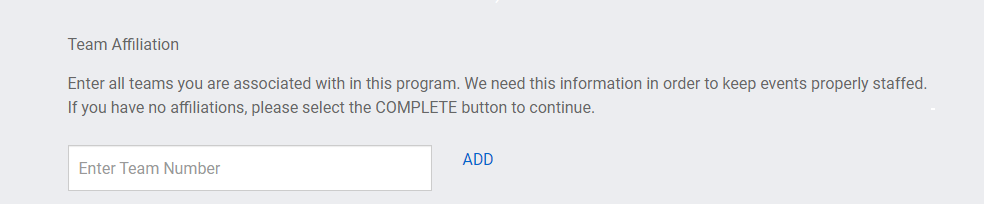 Team Affiliation
Enter all teams you are associated with in this program. We need this information in order to keep events properly staffed.
If you have no affiliations, please select the COMPLETE button to continue.
Enter Team Number
ADD